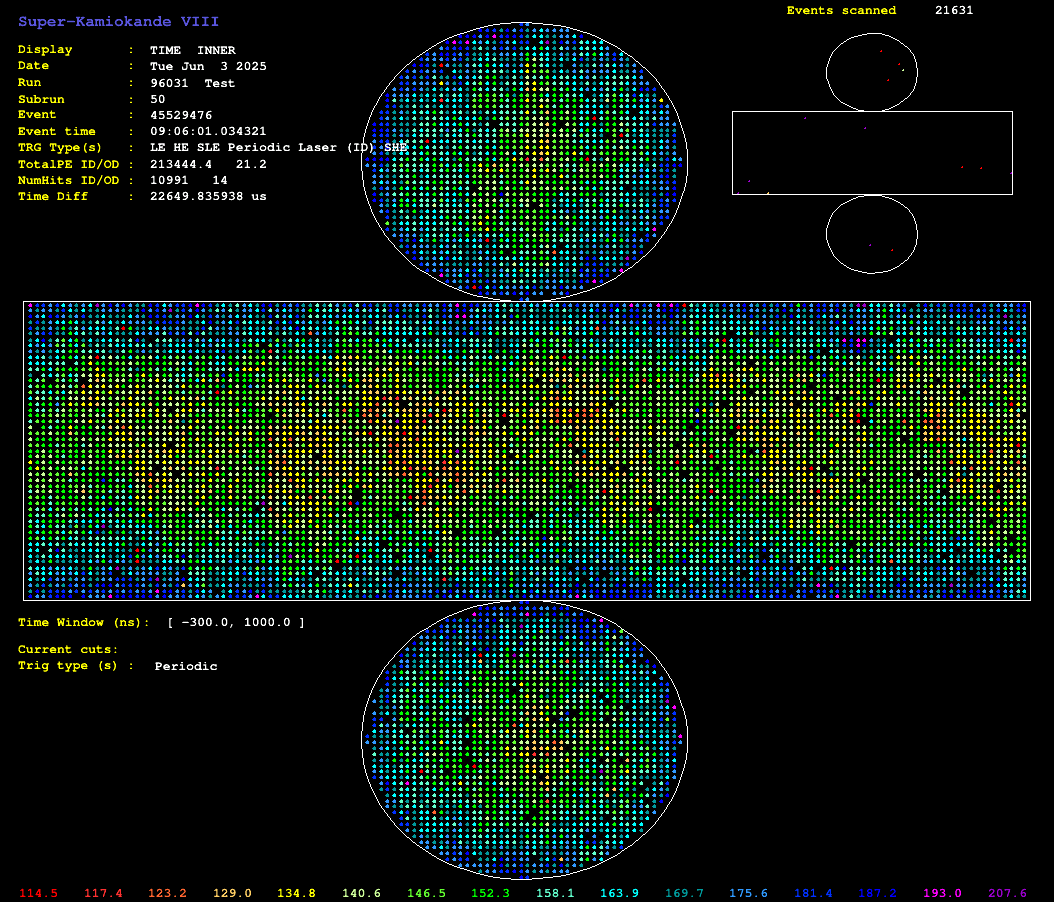 Super-Kamiokande VIII
Events scanned 21631
Display : TIME INNER
Date : Tue Jun 3 2025
Run : 96031 Test
Subrun : 50
Event : 45529476
Event time : 09:06:01.034321
TRG Type(s) : LE HE SLE Periodic Laser (ID) SHE
TotalPE ID/OD : 213444.4 21.2
NumHits ID/OD : 10991 14
Time Diff : 22649.835938 us
Time Window (ns): [ -300.0, 1000.0 ]
Current cuts:
Trig type (s) : Periodic
114.5 117.4 123.2 129.0 134.8 140.6 146.5 152.3 158.1 163.9 169.7 175.6 181.4 187.2 193.0 207.6